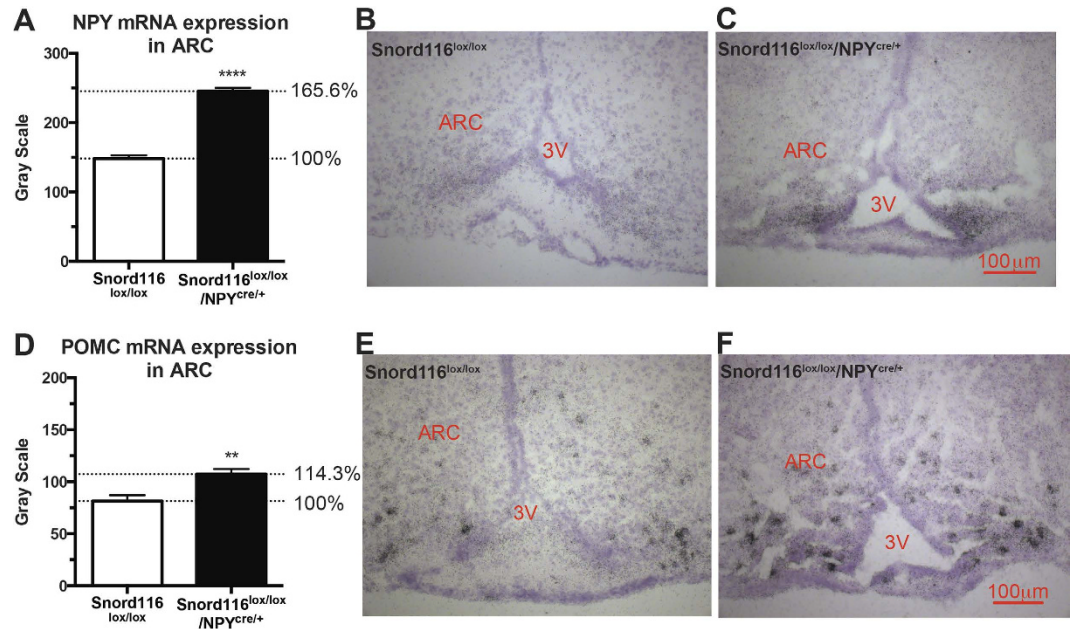 A
NPY mRNA expression
in ARC
300
200
100
0
Gray Scale
****
165.6%
100%
Snord116
lox/lox
Snord116lox/lox
/NPYcre/+
B
Snord116lox/lox
ARC
3V
C
Snord116lox/lox/NPYcre/+
ARC
3V
100µm
D
POMC mRNA expression
in ARC
200
150
100
50
0
Gray Scale
**
114.3%
100%
Snord116
lox/lox
Snord116lox/lox
/NPYcre/+
E
Snord116lox/lox
ARC
3V
F
Snord116lox/lox/NPYcre/+
ARC
3V
100µm